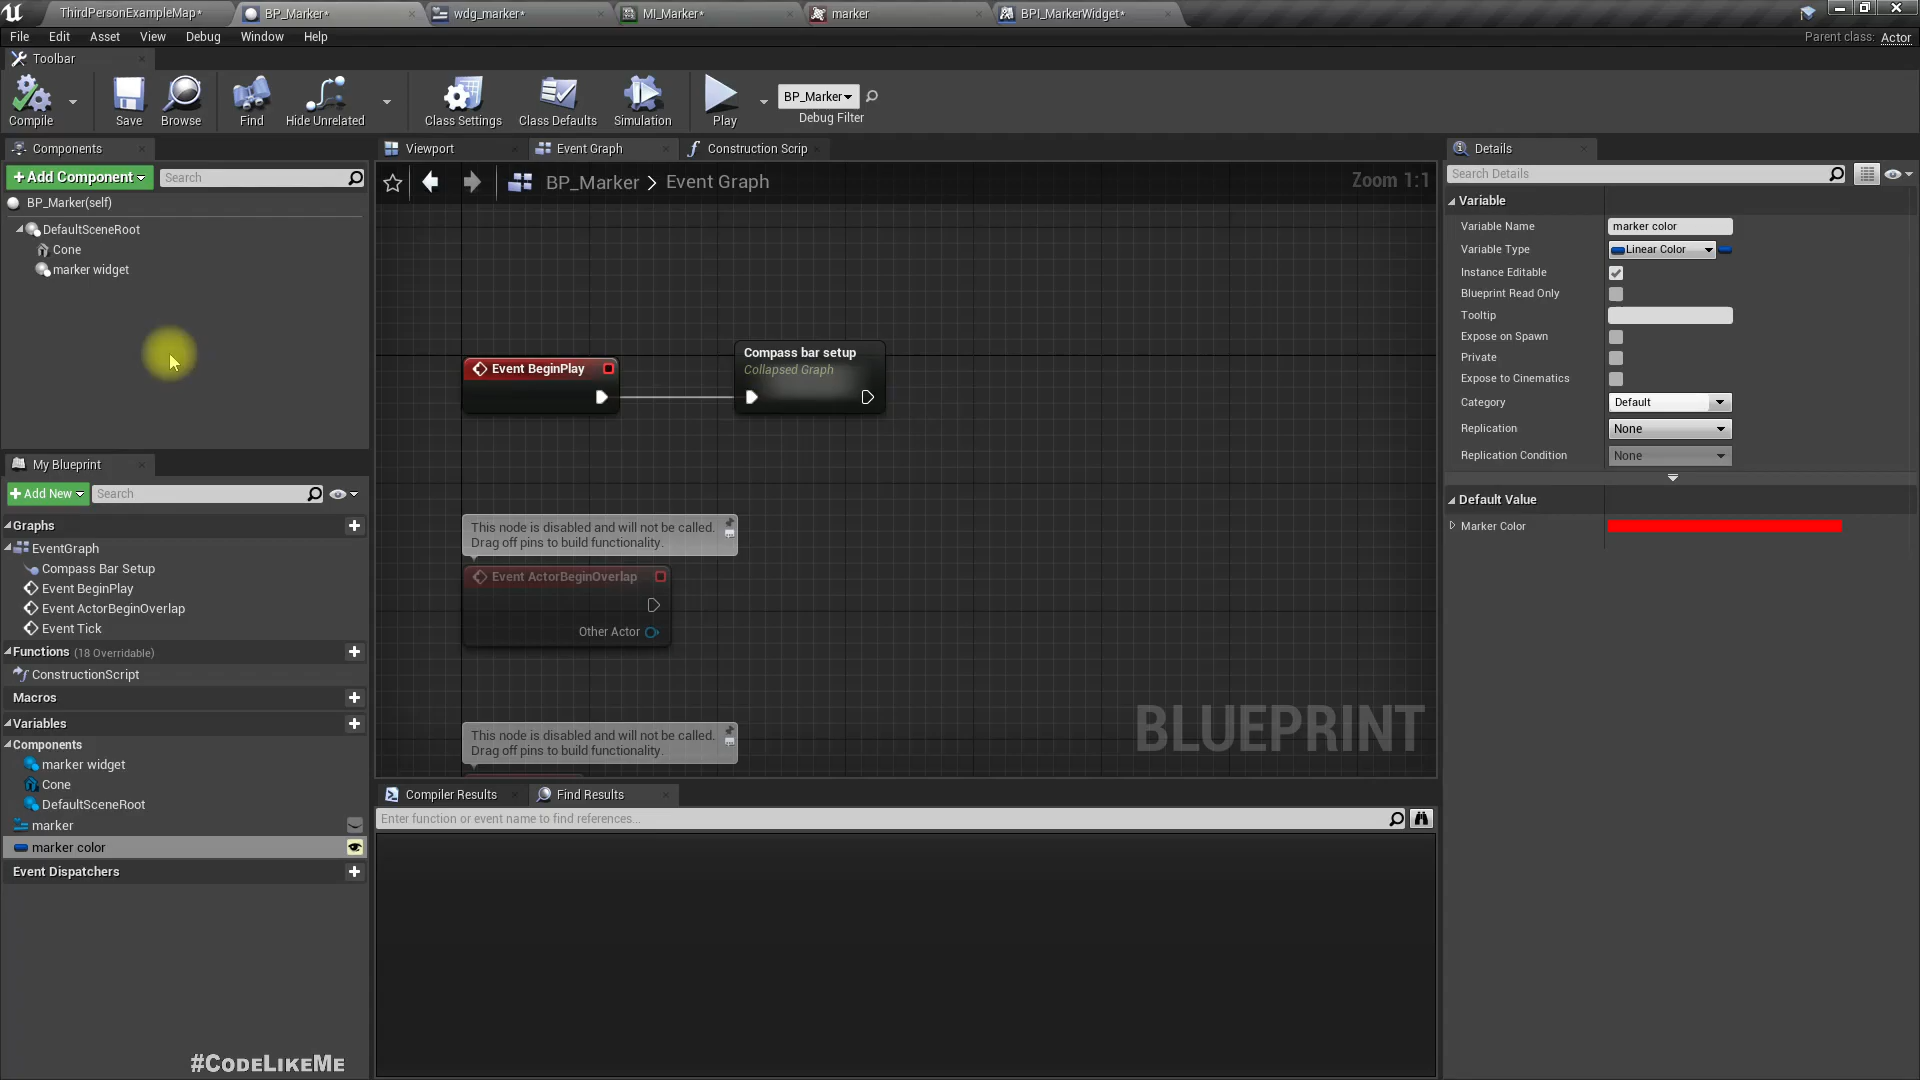 ThirdPersonExampleMap*
BP_Marker*
wdg_marker*
MI_Marker*
marker
BPI_MarkerWidget*
File Edit Asset View Debug Window Help
Parent class: Actor
Toolbar
Compile
Save
Browse
Find
Hide Unrelated
Class Settings
Class Defaults
Simulation
Play
BP_Marker
Debug Filter
Components
+Add Component
Search
BP_Marker(self)
DefaultSceneRoot
Cone
marker widget
My Blueprint
+Add New
Search
Graphs
EventGraph
Compass Bar Setup
Event BeginPlay
Event ActorBeginOverlap
Event Tick
Functions (18 Overridable)
ConstructionScript
Macros
Variables
Components
marker widget
Cone
DefaultSceneRoot
marker
marker color
Event Dispatchers
#CodeLikeMe
Viewport
Event Graph
Construction Scrip
BP_Marker > Event Graph
Zoom 1:1
Event BeginPlay
Compass bar setup
Collapsed Graph
This node is disabled and will not be called.
Drag off pins to build functionality.
Event ActorBeginOverlap
Other Actor
This node is disabled and will not be called.
Drag off pins to build functionality.
BLUEPRINT
Compiler Results
Find Results
Enter function or event name to find references...
Details
Search Details
Variable
Variable Name marker color
Variable Type Linear Color
Instance Editable
Blueprint Read Only
Tooltip
Expose on Spawn
Private
Expose to Cinematics
Category Default
Replication None
Replication Condition None
Default Value
Marker Color